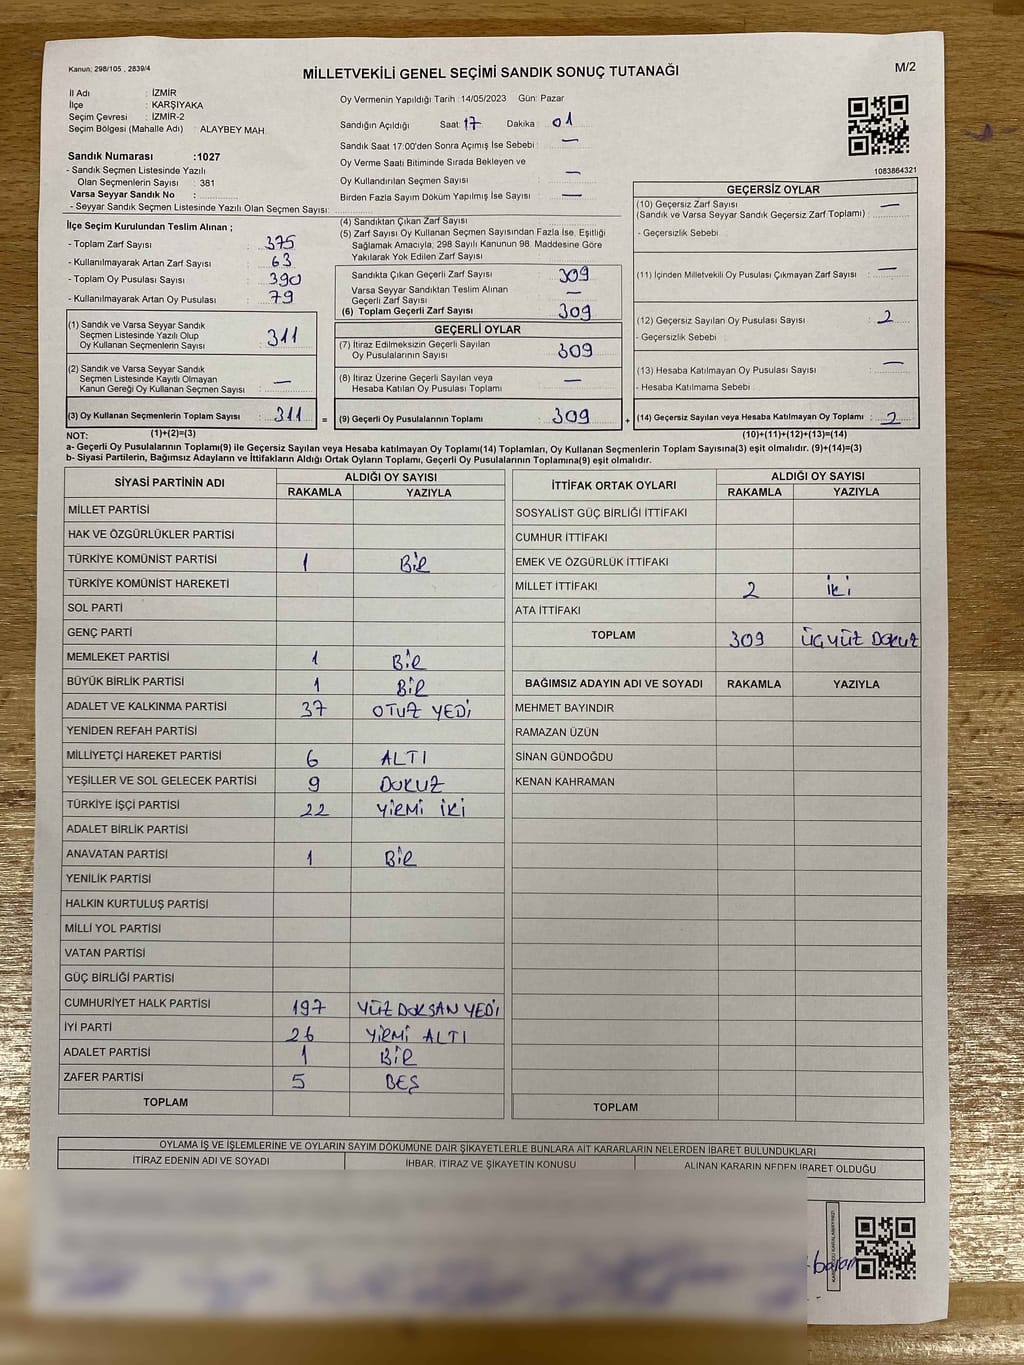 Kanun: 298/105 , 2839/4
MİLLETVEKİLİ GENEL SEÇİMİ SANDIK SONUÇ TUTANAĞI
M/2
İl Adı : İZMİR
İlçe : KARŞIYAKA
Seçim Çevresi : İZMİR-2
Seçim Bölgesi (Mahalle Adı) : ALAYBEY MAH.
Sandık Numarası :1027
- Sandık Seçmen Listesinde Yazılı
Olan Seçmenlerin Sayısı : 381
Varsa Seyyar Sandık No :
- Seyyar Sandık Seçmen Listesinde Yazılı Olan Seçmen Sayısı:
Oy Vermenin Yapıldığı Tarih :14/05/2023 Gün: Pazar
Sandığın Açıldığı Saat: 17 Dakika : 01
Sandık Saat 17:00'den Sonra Açımış İse Sebebi : —
Oy Verme Saati Bitiminde Sırada Bekleyen ve
Oy Kullandırılan Seçmen Sayısı : —
Birden Fazla Sayım Döküm Yapılmış İse Sayısı : —
1083864321
İlçe Seçim Kurulundan Teslim Alınan ;
- Toplam Zarf Sayısı : 375
- Kullanılmayarak Artan Zarf Sayısı : 63
- Toplam Oy Pusulası Sayısı : 390
- Kullanılmayarak Artan Oy Pusulası : 79
(1) Sandık ve Varsa Seyyar Sandık
Seçmen Listesinde Yazılı Olup
Oy Kullanan Seçmenlerin Sayısı : 311
(2) Sandık ve Varsa Seyyar Sandık
Seçmen Listesinde Kayıtlı Olmayan
Kanun Gereği Oy Kullanan Seçmen Sayısı : —
(3) Oy Kullanan Seçmenlerin Toplam Sayısı : 311 =
(1)+(2)=(3)
(4) Sandıktan Çıkan Zarf Sayısı
(5) Zarf Sayısı Oy Kullanan Seçmen Sayısından Fazla İse, Eşitliği
Sağlamak Amacıyla, 298 Sayılı Kanunun 98. Maddesine Göre
Yakılarak Yok Edilen Zarf Sayısı
Sandıkta Çıkan Geçerli Zarf Sayısı : 309
Varsa Seyyar Sandıktan Teslim Alınan
Geçerli Zarf Sayısı : —
(6) Toplam Geçerli Zarf Sayısı : 309
GEÇERLİ OYLAR
(7) İtiraz Edilmeksizin Geçerli Sayılan
Oy Pusulalarının Sayısı : 309
(8) İtiraz Üzerine Geçerli Sayılan veya
Hesaba Katılan Oy Pusulası Toplamı : —
(9) Geçerli Oy Pusulalarının Toplamı : 309 +
GEÇERSİZ OYLAR
(10) Geçersiz Zarf Sayısı : —
(Sandık ve Varsa Seyyar Sandık Geçersiz Zarf Toplamı) :
- Geçersizlik Sebebi :
(11) İçinden Milletvekili Oy Pusulası Çıkmayan Zarf Sayısı : —
(12) Geçersiz Sayılan Oy Pusulası Sayısı : 2
- Geçersizlik Sebebi :
(13) Hesaba Katılmayan Oy Pusulası Sayısı : —
- Hesaba Katılmama Sebebi :
(14) Geçersiz Sayılan veya Hesaba Katılmayan Oy Toplamı : 2
(10)+(11)+(12)+(13)=(14)
NOT:
a- Geçerli Oy Pusulalarının Toplamı(9) ile Geçersiz Sayılan veya Hesaba katılmayan Oy Toplamı(14) Toplamları, Oy Kullanan Seçmenlerin Toplam Sayısına(3) eşit olmalıdır. (9)+(14)=(3)
b- Siyasi Partilerin, Bağımsız Adayların ve İttifakların Aldığı Ortak Oyların Toplamı, Geçerli Oy Pusulalarının Toplamına(9) eşit olmalıdır.
SİYASİ PARTİNİN ADI ALDIĞI OY SAYISI
RAKAMLA YAZIYLA
MİLLET PARTİSİ
HAK VE ÖZGÜRLÜKLER PARTİSİ
TÜRKİYE KOMÜNİST PARTİSİ 1 BİR
TÜRKİYE KOMÜNİST HAREKETİ
SOL PARTİ
GENÇ PARTİ
MEMLEKET PARTİSİ 1 BİR
BÜYÜK BİRLİK PARTİSİ 1 BİR
ADALET VE KALKINMA PARTİSİ 37 OTUZ YEDİ
YENİDEN REFAH PARTİSİ
MİLLİYETÇİ HAREKET PARTİSİ 6 ALTI
YEŞİLLER VE SOL GELECEK PARTİSİ 9 DOKUZ
TÜRKİYE İŞÇİ PARTİSİ 22 YİRMİ İKİ
ADALET BİRLİK PARTİSİ
ANAVATAN PARTİSİ 1 BİR
YENİLİK PARTİSİ
HALKIN KURTULUŞ PARTİSİ
MİLLİ YOL PARTİSİ
VATAN PARTİSİ
GÜÇ BİRLİĞİ PARTİSİ
CUMHURİYET HALK PARTİSİ 197 YÜZ DOKSAN YEDİ
İYİ PARTİ 26 YİRMİ ALTI
ADALET PARTİSİ 1 BİR
ZAFER PARTİSİ 5 BEŞ
TOPLAM
İTTİFAK ORTAK OYLARI ALDIĞI OY SAYISI
RAKAMLA YAZIYLA
SOSYALİST GÜÇ BİRLİĞİ İTTİFAKI
CUMHUR İTTİFAKI
EMEK VE ÖZGÜRLÜK İTTİFAKI
MİLLET İTTİFAKI 2 İKİ
ATA İTTİFAKI
TOPLAM 309 ÜÇYÜZ DOKUZ
BAĞIMSIZ ADAYIN ADI VE SOYADI RAKAMLA YAZIYLA
MEHMET BAYINDIR
RAMAZAN ÜZÜN
SİNAN GÜNDOĞDU
KENAN KAHRAMAN
TOPLAM
OYLAMA İŞ VE İŞLEMLERİNE VE OYLARIN SAYIM DÖKÜMÜNE DAİR ŞİKAYETLERLE BUNLARA AİT KARARLARIN NELERDEN İBARET BULUNDUKLARI
İTİRAZ EDENİN ADI VE SOYADI İHBAR, İTİRAZ VE ŞİKAYETİN KONUSU ALINAN KARARIN NEDEN İBARET OLDUĞU